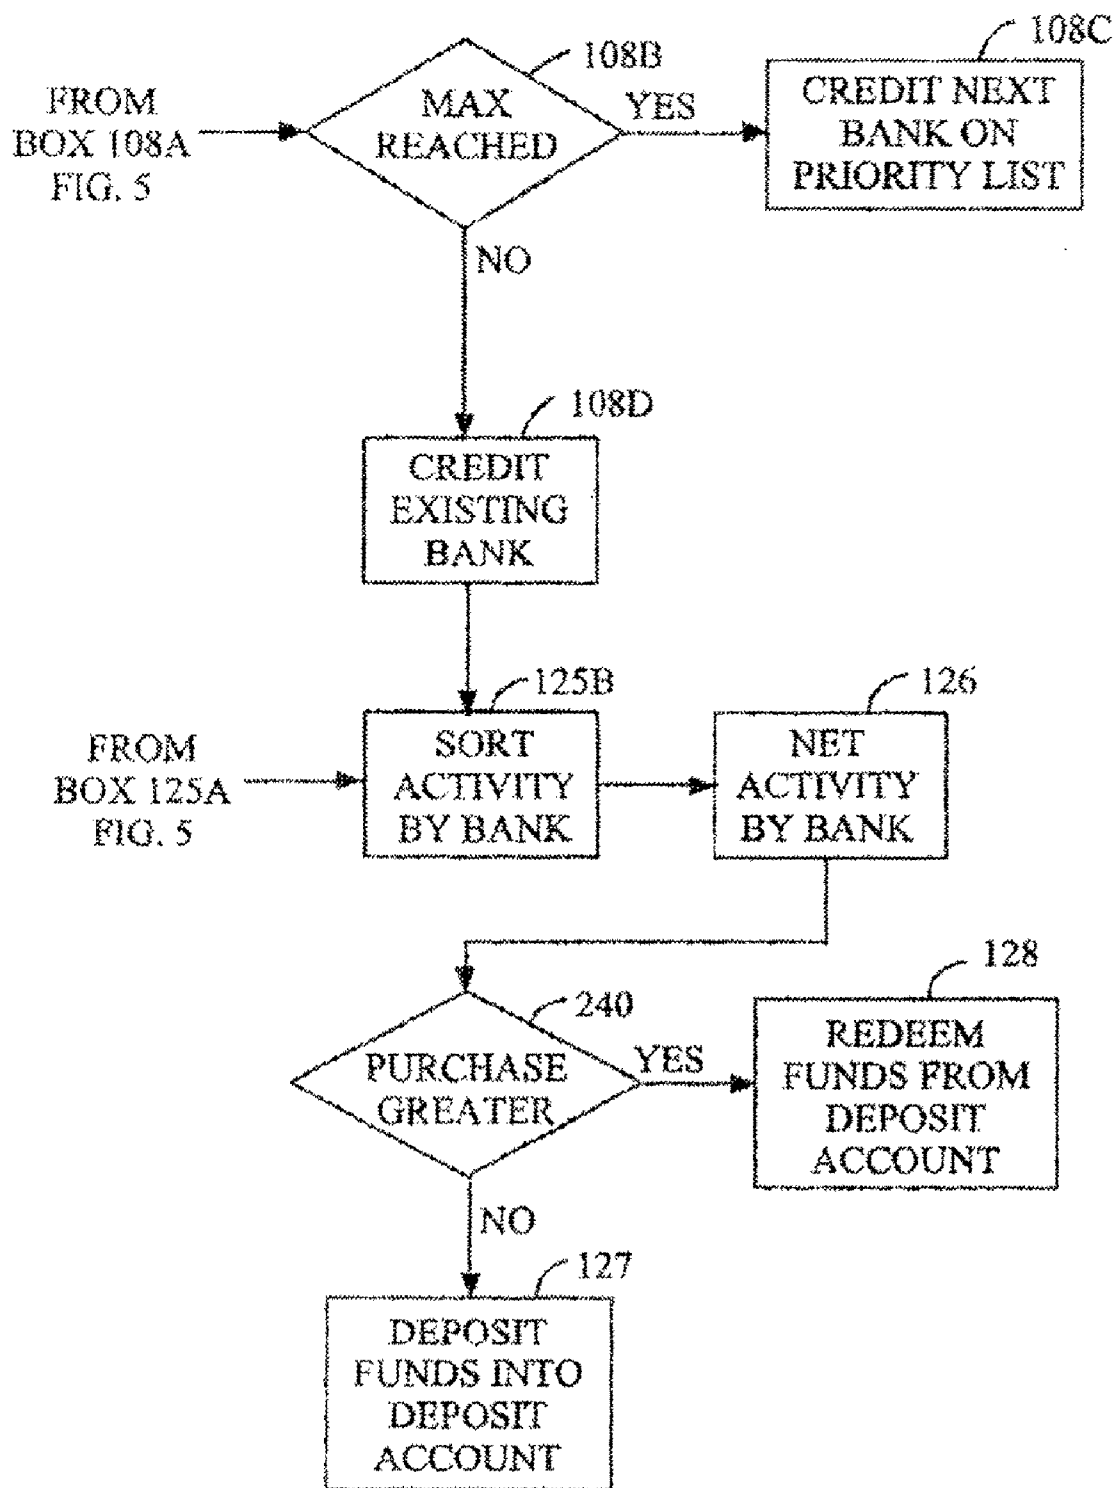 108B
108C
FROM
BOX 108A
FIG. 5
MAX
REACHED
YES
CREDIT NEXT
BANK ON
PRIORITY LIST
NO
108D
CREDIT
EXISTING
BANK
125B
126
FROM
BOX 125A
FIG. 5
SORT
ACTIVITY
BY BANK
NET
ACTIVITY
BY BANK
240
128
PURCHASE
GREATER
YES
REDEEM
FUNDS FROM
DEPOSIT
ACCOUNT
NO
127
DEPOSIT
FUNDS INTO
DEPOSIT
ACCOUNT